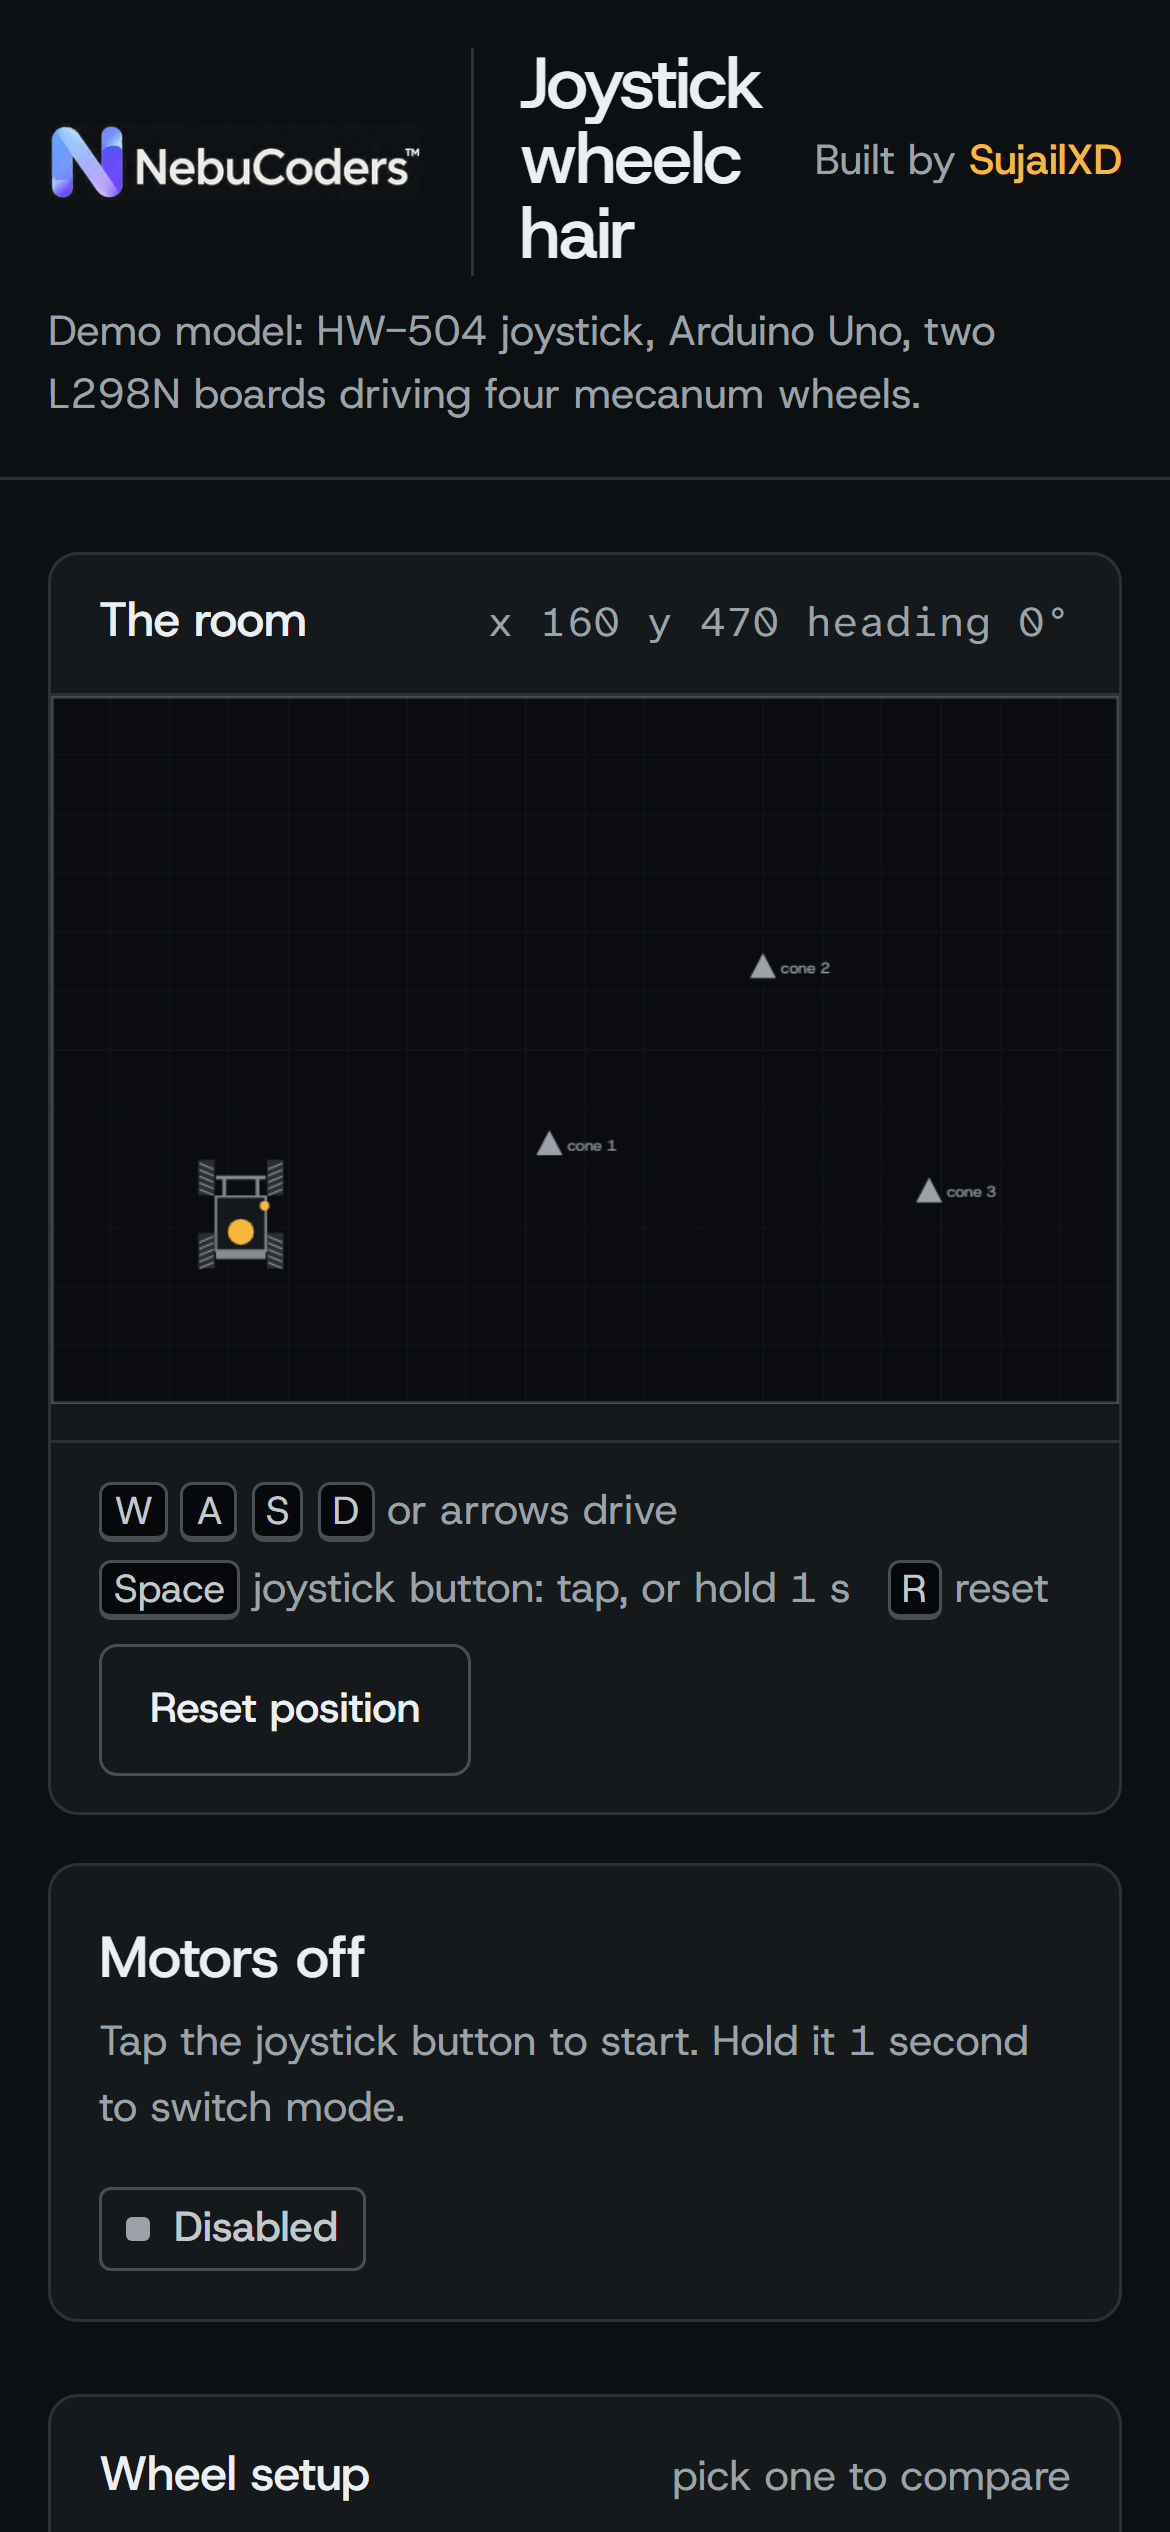 NebuCoders™
Joystick
wheelc
hair
Built by SujailXD
Demo model: HW-504 joystick, Arduino Uno, two
L298N boards driving four mecanum wheels.
The room
x 160 y 470 heading 0°
cone 2
cone 1
cone 3
W A S D or arrows drive
Space joystick button: tap, or hold 1 s R reset
Reset position
Motors off
Tap the joystick button to start. Hold it 1 second
to switch mode.
Disabled
Wheel setup
pick one to compare